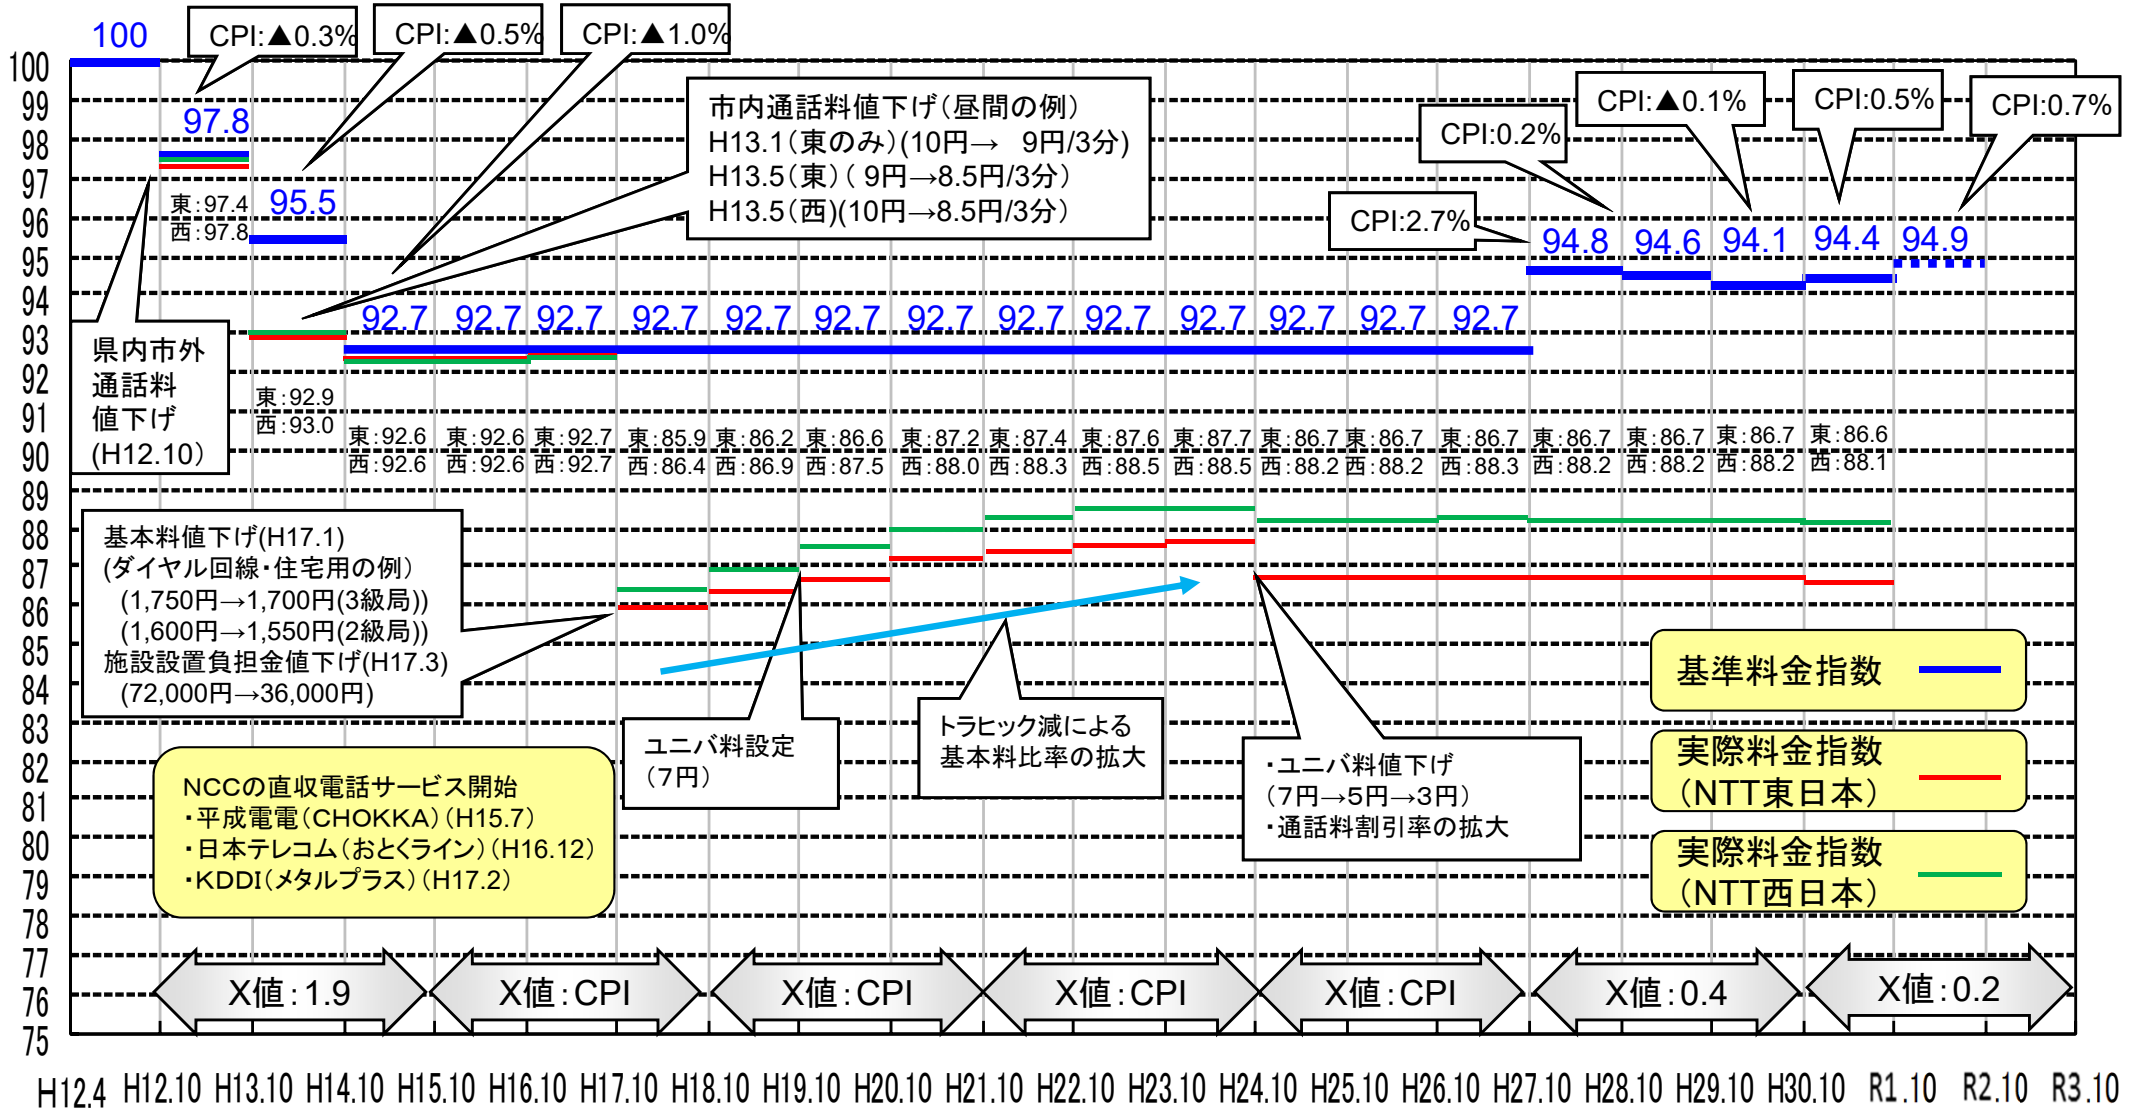 100
CPI:▲0.3%
CPI:▲0.5%
CPI:▲1.0%
100
99
98
97
96
95
94
93
92
91
90
89
88
87
86
85
84
83
82
81
80
79
78
77
76
75
97.8
東:97.4
西:97.8
95.5
市内通話料値下げ(昼間の例)
H13.1(東のみ)(10円→ 9円/3分)
H13.5(東)( 9円→8.5円/3分)
H13.5(西)(10円→8.5円/3分)
CPI:2.7%
CPI:0.2%
CPI:▲0.1%
CPI:0.5%
CPI:0.7%
94.8
94.6
94.1
94.4
94.9
92.7
92.7
92.7
92.7
92.7
92.7
92.7
92.7
92.7
92.7
92.7
92.7
92.7
県内市外
通話料
値下げ
(H12.10)
東:92.9
西:93.0
東:92.6
西:92.6
東:92.6
西:92.6
東:92.7
西:92.7
東:85.9
西:86.4
東:86.2
西:86.9
東:86.6
西:87.5
東:87.2
西:88.0
東:87.4
西:88.3
東:87.6
西:88.5
東:87.7
西:88.5
東:86.7
西:88.2
東:86.7
西:88.2
東:86.7
西:88.3
東:86.7
西:88.2
東:86.7
西:88.2
東:86.7
西:88.2
東:86.6
西:88.1
基本料値下げ(H17.1)
(ダイヤル回線・住宅用の例)
(1,750円→1,700円(3級局))
(1,600円→1,550円(2級局))
施設設置負担金値下げ(H17.3)
(72,000円→36,000円)
ユニバ料設定
(7円)
トラヒック減による
基本料比率の拡大
・ユニバ料値下げ
(7円→5円→3円)
・通話料割引率の拡大
基準料金指数
実際料金指数
(NTT東日本)
実際料金指数
(NTT西日本)
NCCの直収電話サービス開始
・平成電電(CHOKKA)(H15.7)
・日本テレコム(おとくライン)(H16.12)
・KDDI(メタルプラス)(H17.2)
X値:1.9
X値:CPI
X値:CPI
X値:CPI
X値:CPI
X値:0.4
X値:0.2
H12.4 H12.10 H13.10 H14.10 H15.10 H16.10 H17.10 H18.10 H19.10 H20.10 H21.10 H22.10 H23.10 H24.10 H25.10 H26.10 H27.10 H28.10 H29.10 H30.10 R1.10 R2.10 R3.10